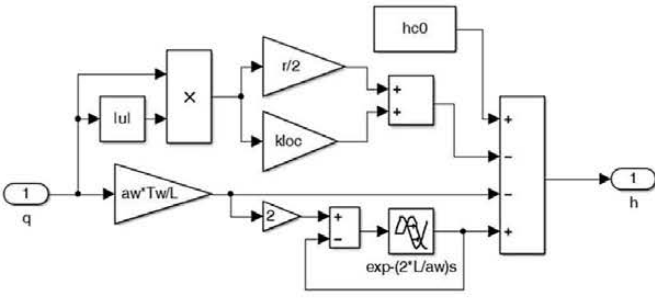 hc0
r/2
|u|
×
+
+
kloc
+
−
−
+
1
q
aw*Tw/L
2
+
−
exp-(2*L/aw)s
1
h